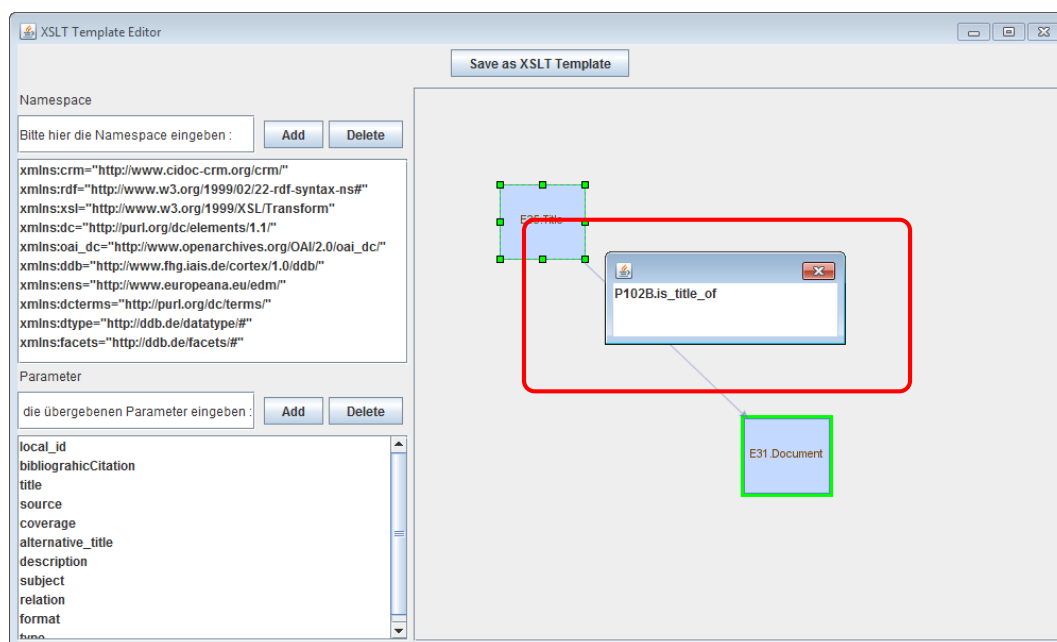 XSLT Template Editor
Save as XSLT Template
Namespace
Bitte hier die Namespace eingeben :
Add
Delete
xmlns:crm="http://www.cidoc-crm.org/crm/"
xmlns:rdf="http://www.w3.org/1999/02/22-rdf-syntax-ns#"
xmlns:xsl="http://www.w3.org/1999/XSL/Transform"
xmlns:dc="http://purl.org/dc/elements/1.1/"
xmlns:oai_dc="http://www.openarchives.org/OAI/2.0/oai_dc/"
xmlns:ddb="http://www.fhg.iais.de/cortex/1.0/ddb/"
xmlns:ens="http://www.europeana.eu/edm/"
xmlns:dcterms="http://purl.org/dc/terms/"
xmlns:dtype="http://ddb.de/datatype/#"
xmlns:facets="http://ddb.de/facets/#"
Parameter
die übergebenen Parameter eingeben :
Add
Delete
local_id
bibliograhicCitation
title
source
coverage
alternative_title
description
subject
relation
format
type
E35.Title
P102B.is_title_of
E31.Document